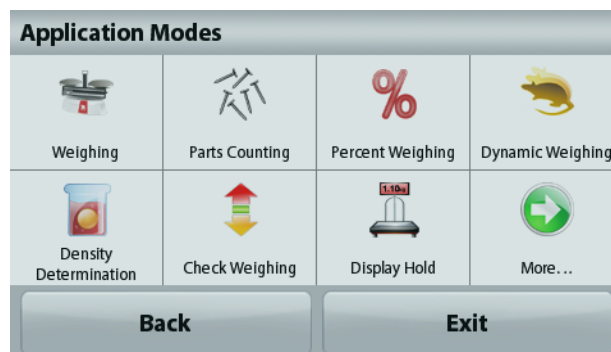 Application Modes
Weighing
Parts Counting
Percent Weighing
Dynamic Weighing
1.10kg
Density
Determination
Check Weighing
Display Hold
More...
Back
Exit